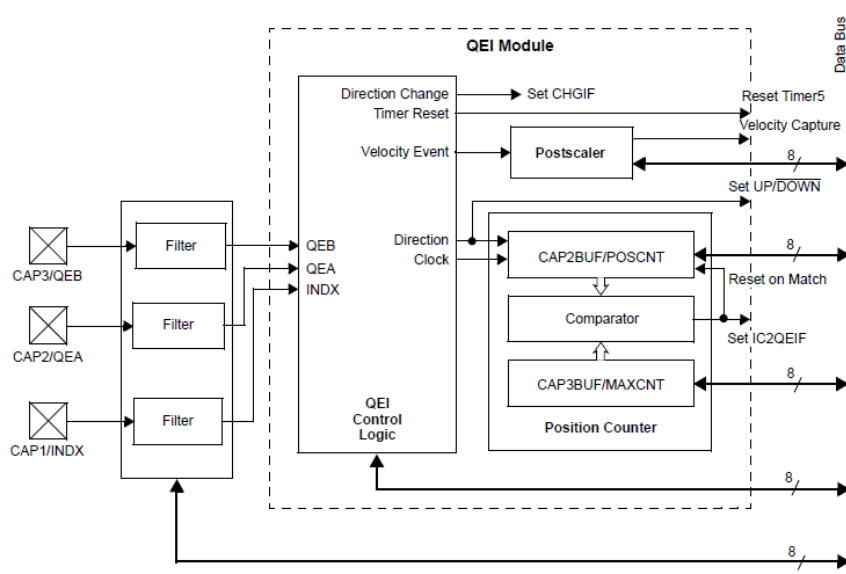 QEI Module
Data Bus
Direction Change
Set CHGIF
Reset Timer5
Timer Reset
Velocity Capture
Velocity Event
Postscaler
8
Set UP/DOWN
Filter
QEB
Direction
CAP2BUF/POSCNT
8
CAP3/QEB
QEA
Clock
Reset on Match
INDX
Filter
Comparator
CAP2/QEA
Set IC2QEIF
8
CAP3BUF/MAXCNT
Filter
QEI
Control
Logic
Position Counter
CAP1/INDX
8
8